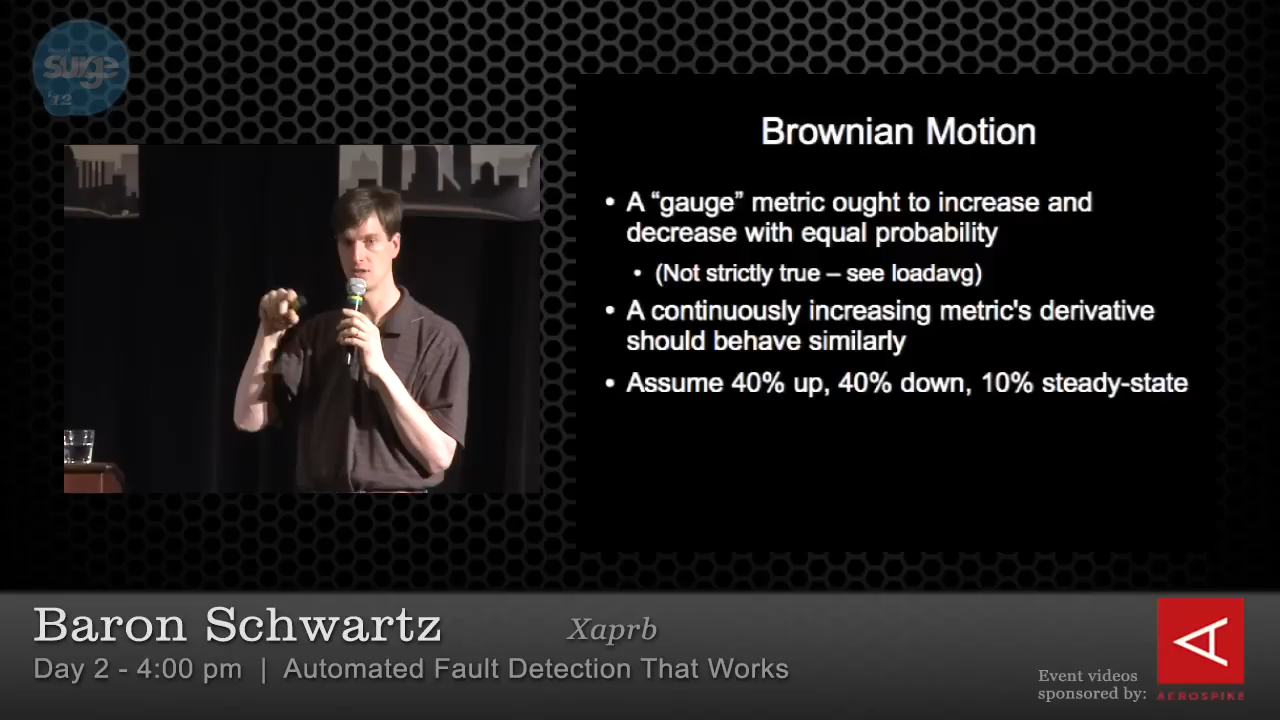 surge
'12
Brownian Motion
• A “gauge” metric ought to increase and
decrease with equal probability
• (Not strictly true – see loadavg)
• A continuously increasing metric's derivative
should behave similarly
• Assume 40% up, 40% down, 10% steady-state
Baron Schwartz
Xaprb
Day 2 - 4:00 pm | Automated Fault Detection That Works
Event videos
sponsored by:
AEROSPIKE